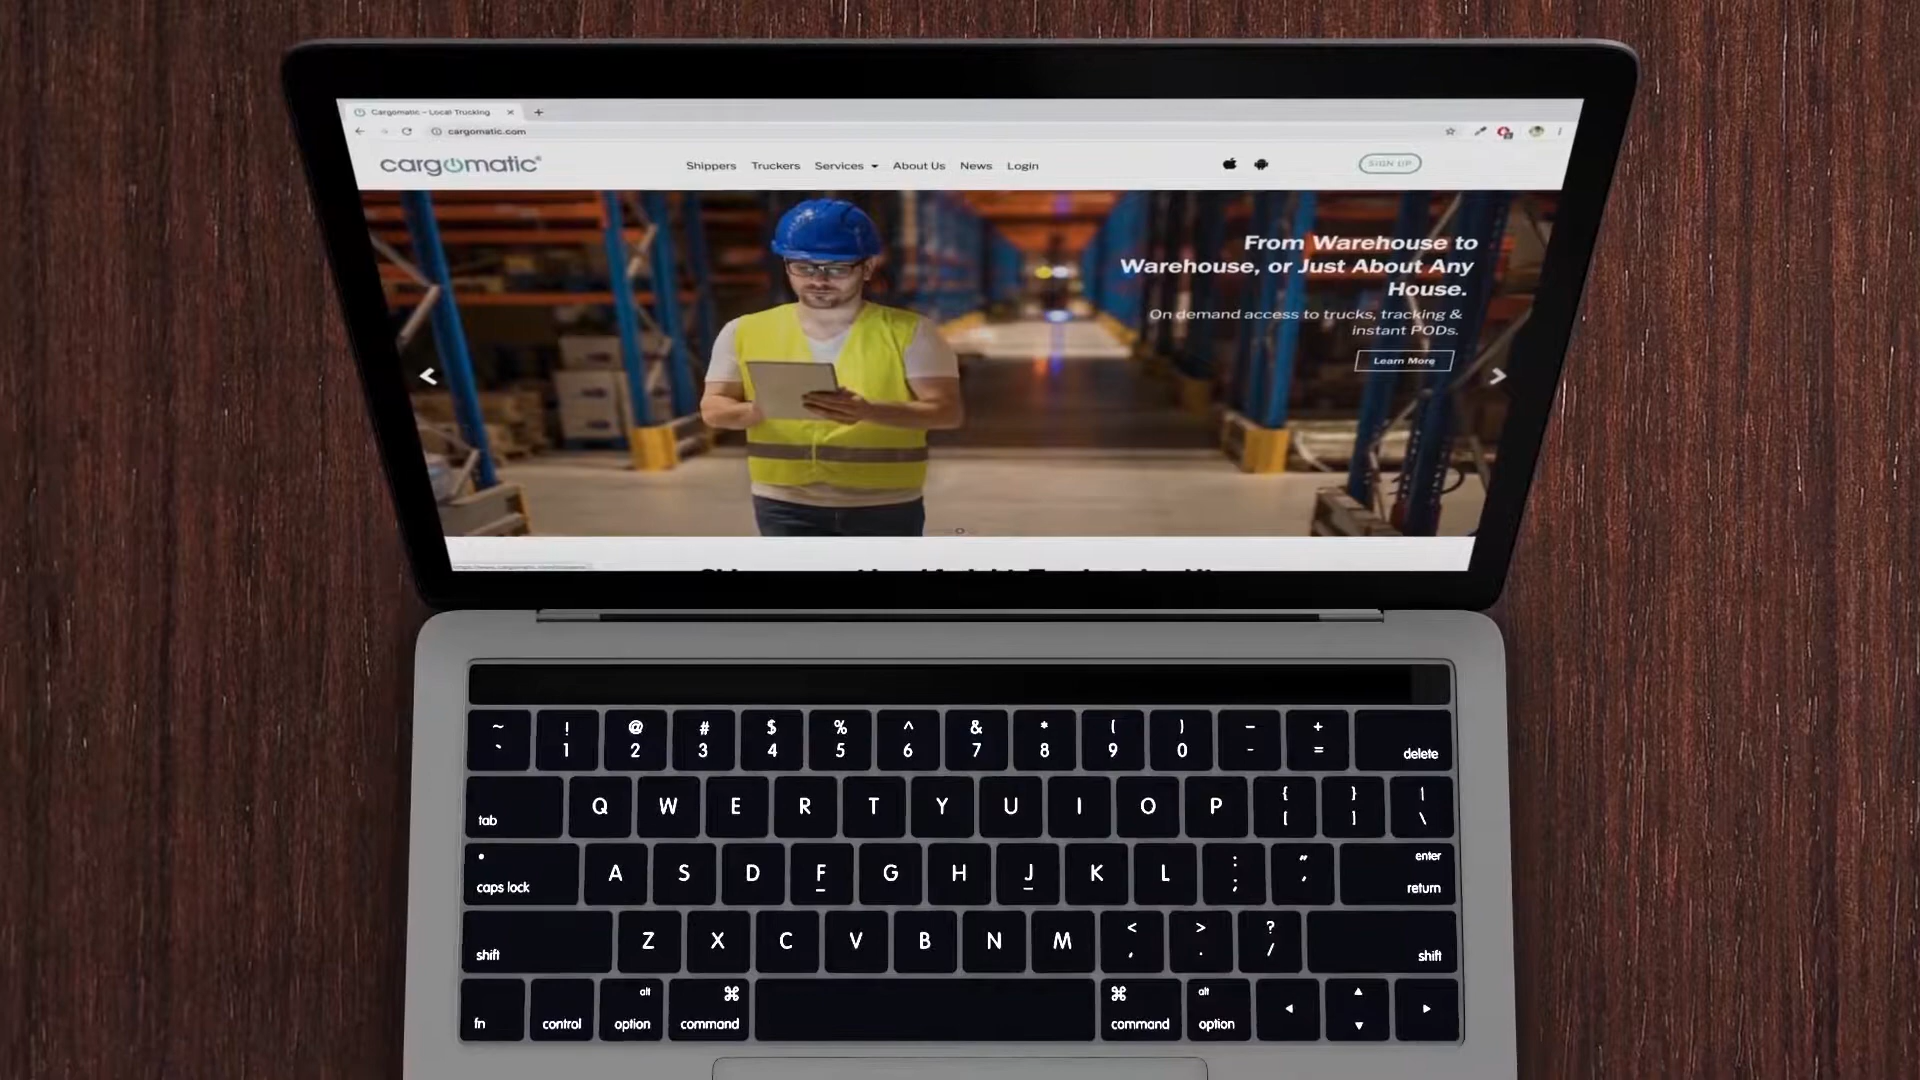 Cargomatic – Local Trucking
cargomatic.com
cargomatic
Shippers Truckers Services About Us News Login
SIGN UP
From Warehouse to
Warehouse, or Just About Any
House.
On demand access to trucks, tracking &
instant PODs.
Learn More
~ ! @ # $ % ^ & * ( ) – +
` 1 2 3 4 5 6 7 8 9 0 - = delete
tab Q W E R T Y U I O P { [ } ] | \
caps lock A S D F G H J K L : ; " ' enter return
shift Z X C V B N M < , > . ? / shift
fn control alt option ⌘ command ⌘ command alt option